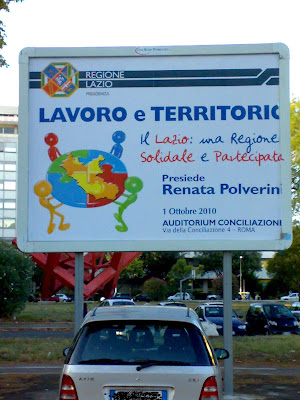 REGIONE
LAZIO
PRESIDENZA
LAVORO e TERRITORIO
Il Lazio: una Regione
Solidale e Partecipata
Presiede
Renata Polverini
1 Ottobre 2010
AUDITORIUM CONCILIAZIONE
Via della Conciliazione 4 - ROMA